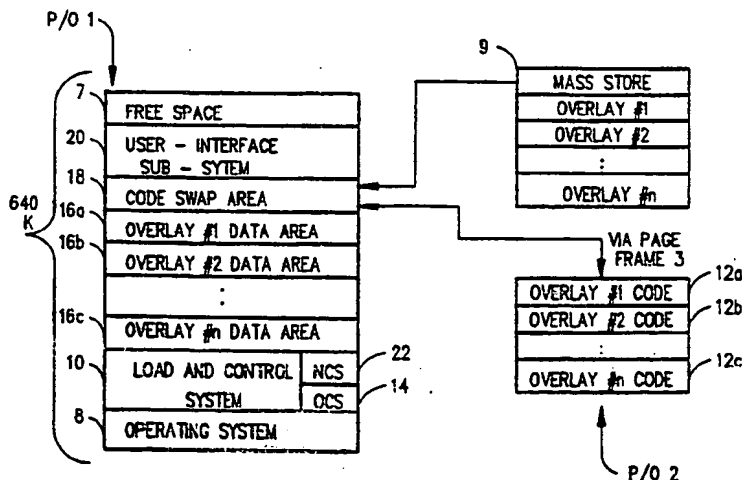 P/O 1
9
MASS STORE
OVERLAY #1
OVERLAY #2
:
OVERLAY #n
7
FREE SPACE
20
USER - INTERFACE
SUB - SYTEM
18
CODE SWAP AREA
640
K
16a
OVERLAY #1 DATA AREA
16b
OVERLAY #2 DATA AREA
:
16c
OVERLAY #n DATA AREA
10
LOAD AND CONTROL
SYSTEM
NCS
22
OCS
14
8
OPERATING SYSTEM
VIA PAGE
FRAME 3
OVERLAY #1 CODE
12a
OVERLAY #2 CODE
12b
:
OVERLAY #n CODE
12c
P/O 2